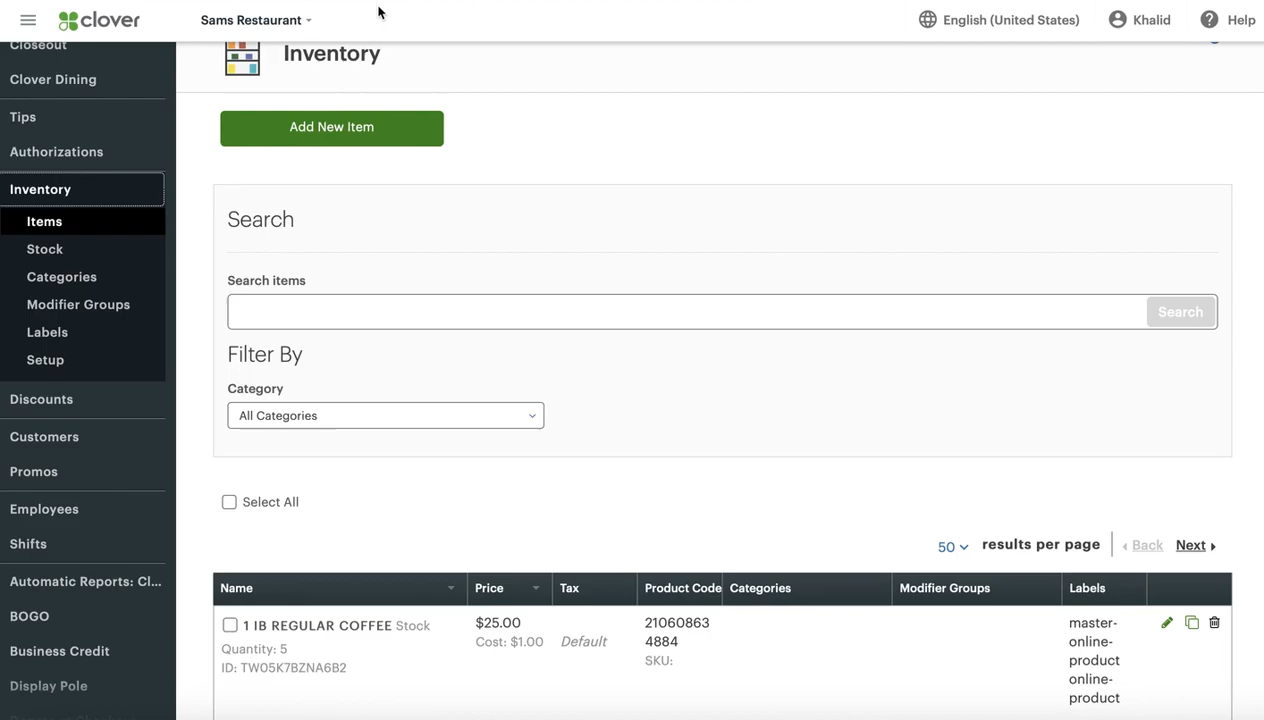 clover
Sams Restaurant
English (United States)
Khalid
Help
Closeout
Clover Dining
Tips
Authorizations
Inventory
Items
Stock
Categories
Modifier Groups
Labels
Setup
Discounts
Customers
Promos
Employees
Shifts
Automatic Reports: Cl...
BOGO
Business Credit
Display Pole
Inventory
Add New Item
Search
Search items
Search
Filter By
Category
All Categories
Select All
50 results per page Back Next
Name Price Tax Product Code Categories Modifier Groups Labels
1 IB REGULAR COFFEE Stock
Quantity: 5
ID: TW05K7BZNA6B2
$25.00
Cost: $1.00
Default
21060863
4884
SKU:
master-
online-
product
online-
product